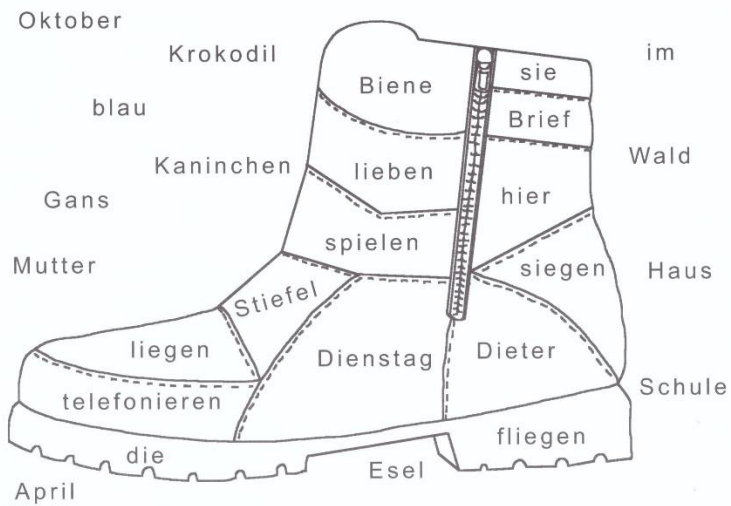 Oktober
Krokodil
im
Biene
sie
blau
Brief
Kaninchen
lieben
Wald
hier
Gans
spielen
Mutter
siegen
Haus
Stiefel
liegen
Dienstag
Dieter
telefonieren
Schule
die
fliegen
Esel
April